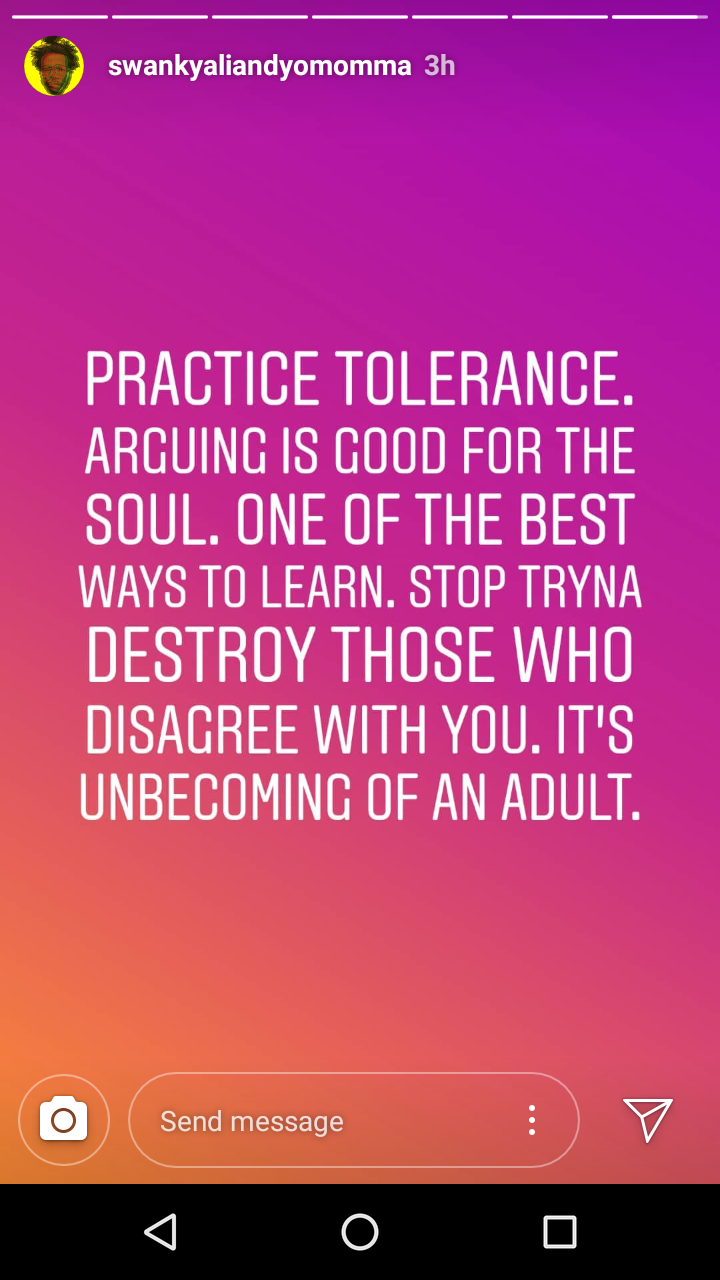 swankyaliandyomomma 3h
PRACTICE TOLERANCE.
ARGUING IS GOOD FOR THE
SOUL. ONE OF THE BEST
WAYS TO LEARN. STOP TRYNA
DESTROY THOSE WHO
DISAGREE WITH YOU. IT'S
UNBECOMING OF AN ADULT.
Send message